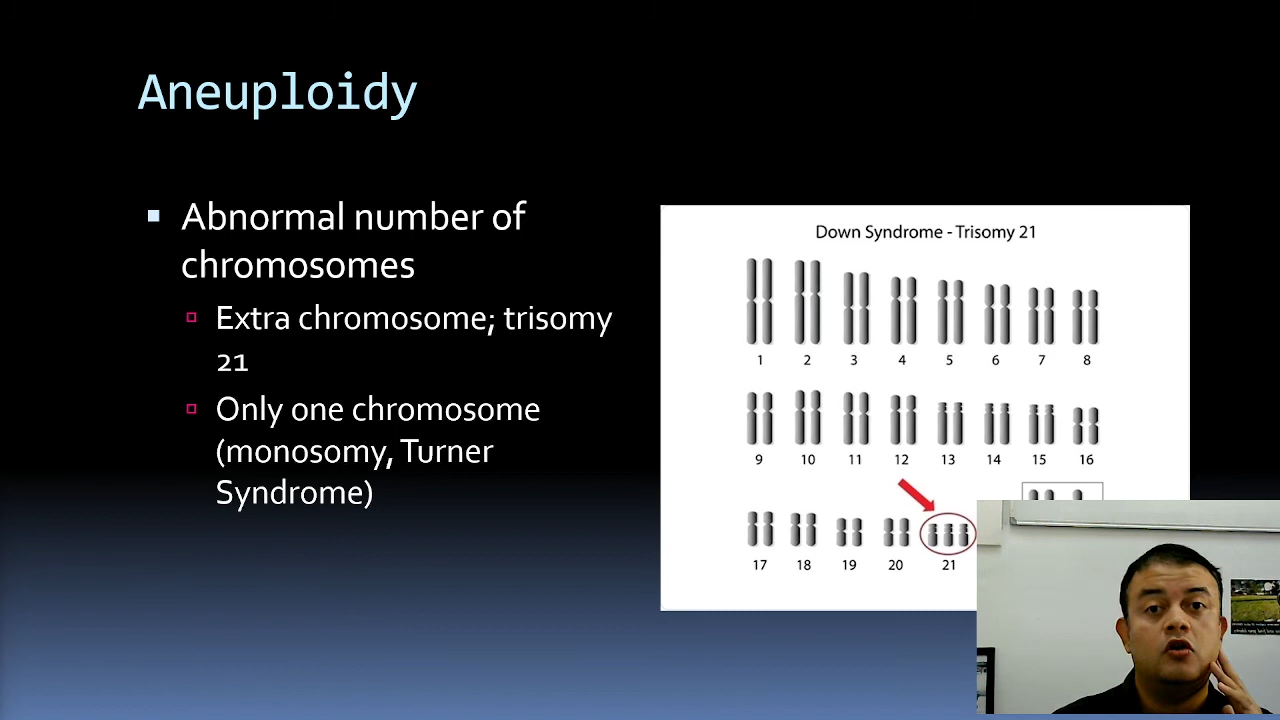 Aneuploidy
▪ Abnormal number of
chromosomes
▫ Extra chromosome; trisomy
21
▫ Only one chromosome
(monosomy, Turner
Syndrome)
Down Syndrome - Trisomy 21
1 2 3 4 5 6 7 8
9 10 11 12 13 14 15 16
17 18 19 20 21